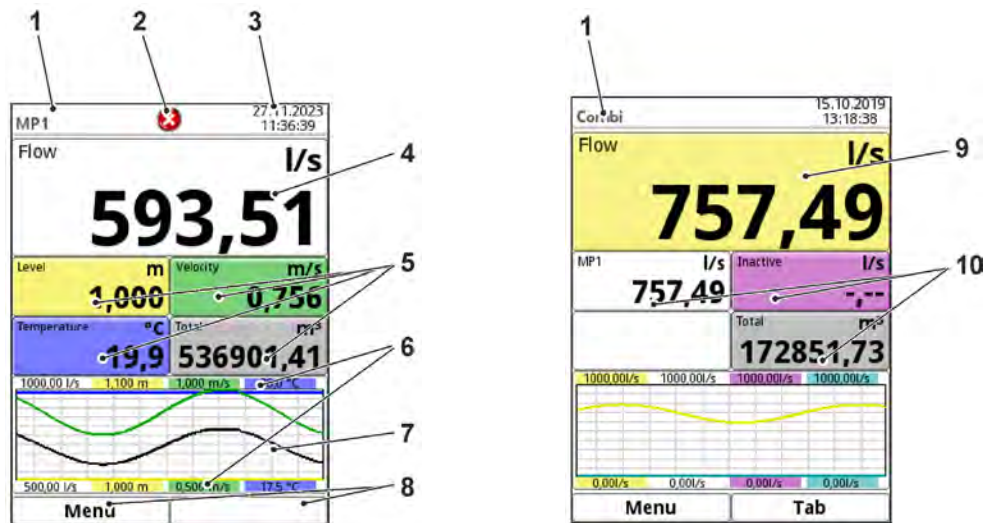 1 2 3
MP1 27.11.2023
11:36:39
Flow l/s
593,51
4
Level m Velocity m/s
1,000 0,756
5
Temperature °C Total m³
19,9 536901,41
6
1000,00 l/s 1,100 m 1,000 m/s °C
7
500,00 l/s 1,000 m 17,5 °C
8
Menu
1
Combi 15.10.2019
13:18:38
Flow l/s
757,49
9
MP1 l/s Inactive l/s
757,49 -,--
10
Total m³
172851,73
1000,00l/s 1000,00l/s 1000,00l/s 1000,00l/s
0,00l/s 0,00l/s 0,00l/s 0,00l/s
Menu Tab